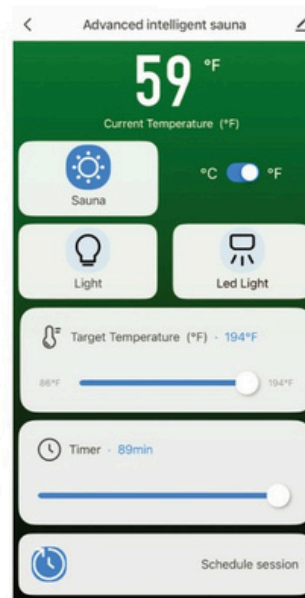 Advanced intelligent sauna
59 °F
Current Temperature (°F)
Sauna
°C °F
Light
Led Light
Target Temperature (°F) · 194°F
86°F 194°F
Timer · 89min
Schedule session